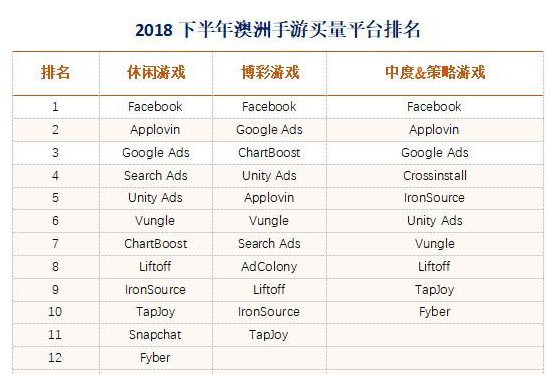 2018 下半年澳洲手游买量平台排名
排名 休闲游戏 博彩游戏 中度&策略游戏
1 Facebook Facebook Facebook
2 Applovin Google Ads Applovin
3 Google Ads ChartBoost Google Ads
4 Search Ads Unity Ads Crossinstall
5 Unity Ads Applovin IronSource
6 Vungle Vungle Unity Ads
7 ChartBoost Search Ads Vungle
8 Liftoff AdColony Liftoff
9 IronSource Liftoff TapJoy
10 TapJoy IronSource Fyber
11 Snapchat TapJoy
12 Fyber